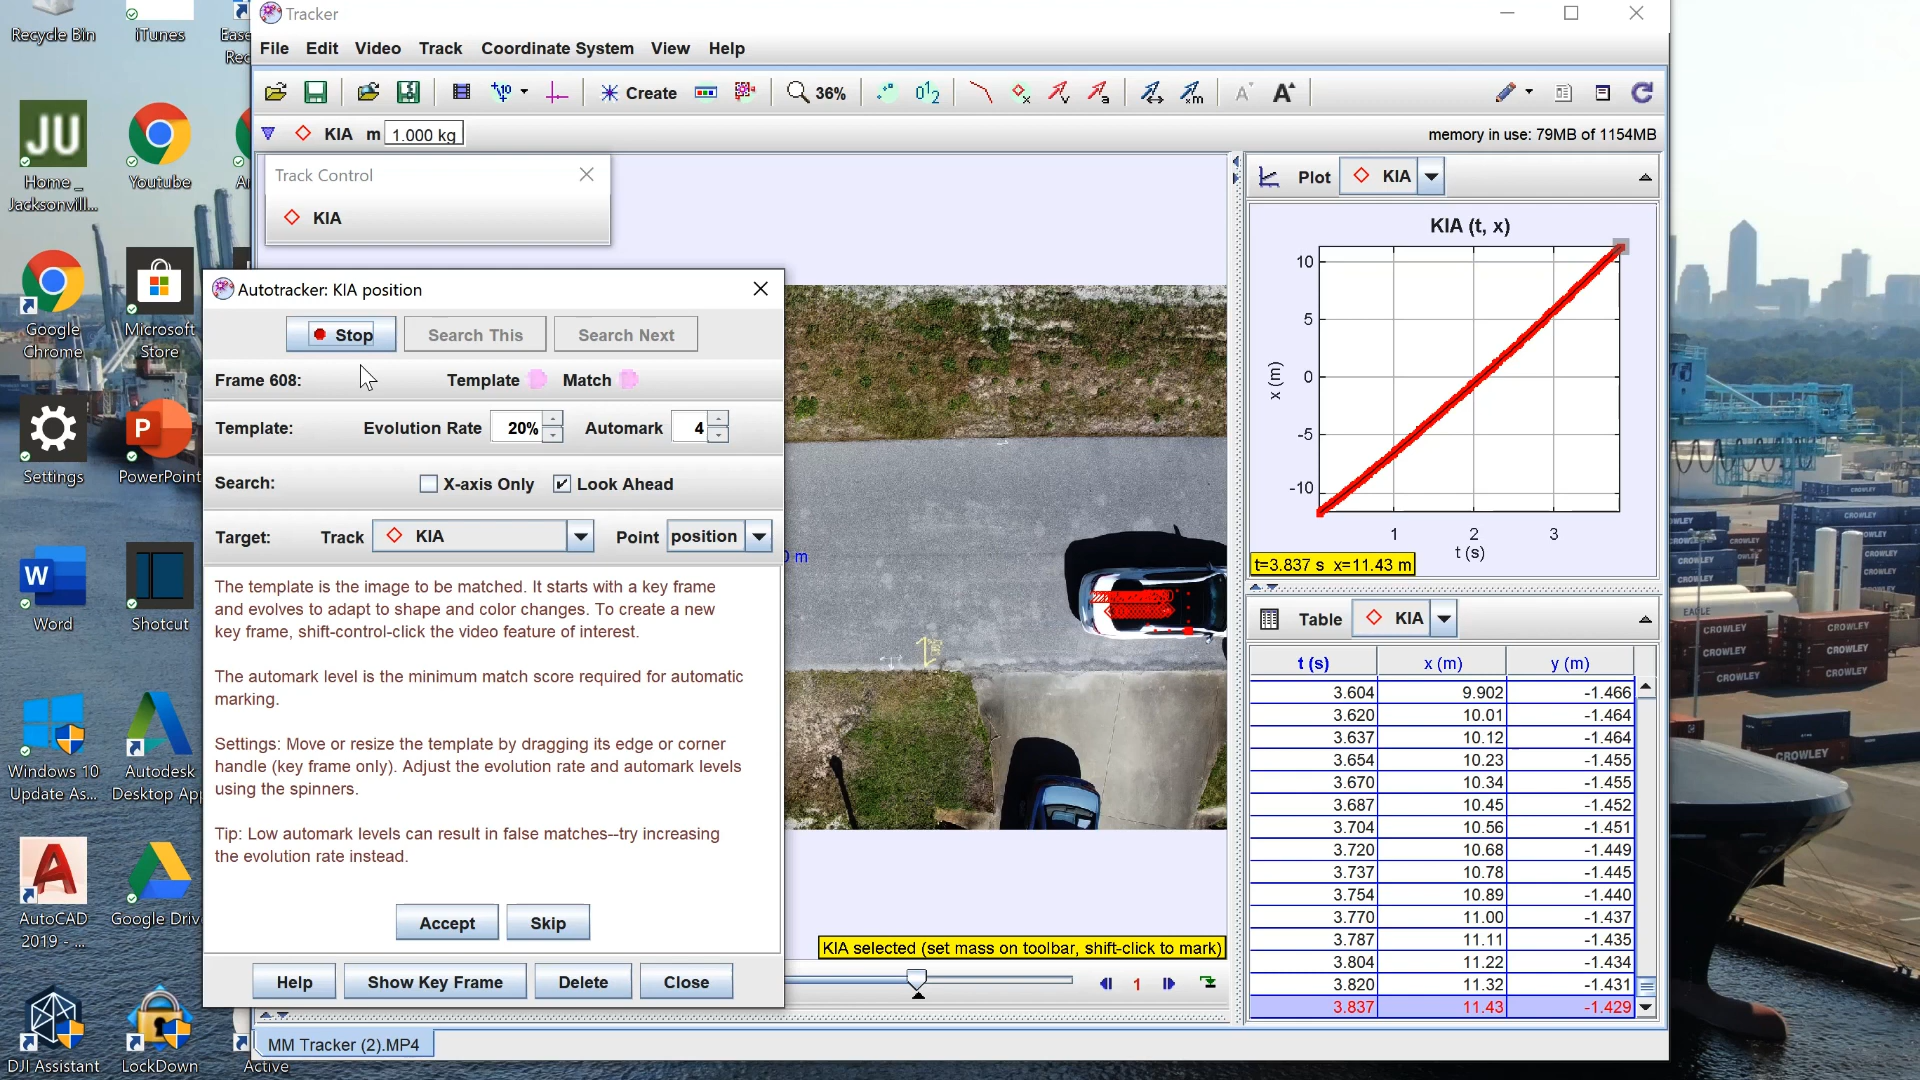 Recycle Bin
iTunes
Tracker
File Edit Video Track Coordinate System View Help
Create 36%
KIA m 1.000 kg
memory in use: 79MB of 1154MB
Track Control
KIA
JU
Home _
Jacksonvill...
Youtube
Google
Chrome
Microsoft
Store
Settings
PowerPoint
Word
Shotcut
Windows 10
Update As...
Autodesk
Desktop App
AutoCAD
2019 - ...
Google Driv
DJI Assistant
LockDown
Active
Autotracker: KIA position
Stop Search This Search Next
Frame 608: Template Match
Template: Evolution Rate 20% Automark 4
Search: X-axis Only Look Ahead
Target: Track KIA Point position
The template is the image to be matched. It starts with a key frame
and evolves to adapt to shape and color changes. To create a new
key frame, shift-control-click the video feature of interest.
The automark level is the minimum match score required for automatic
marking.
Settings: Move or resize the template by dragging its edge or corner
handle (key frame only). Adjust the evolution rate and automark levels
using the spinners.
Tip: Low automark levels can result in false matches--try increasing
the evolution rate instead.
Accept Skip
Help Show Key Frame Delete Close
KIA selected (set mass on toolbar, shift-click to mark)
1
MM Tracker (2).MP4
Plot KIA
KIA (t, x)
x (m)
10
5
0
-5
-10
1 2 3
t (s)
t=3.837 s x=11.43 m
Table KIA
t (s) x (m) y (m)
3.604 9.902 -1.466
3.620 10.01 -1.464
3.637 10.12 -1.464
3.654 10.23 -1.455
3.670 10.34 -1.455
3.687 10.45 -1.452
3.704 10.56 -1.451
3.720 10.68 -1.449
3.737 10.78 -1.445
3.754 10.89 -1.440
3.770 11.00 -1.437
3.787 11.11 -1.435
3.804 11.22 -1.434
3.820 11.32 -1.431
3.837 11.43 -1.429
CROWLEY
CROWLEY
CROWLEY
CROWLEY
CROWLEY